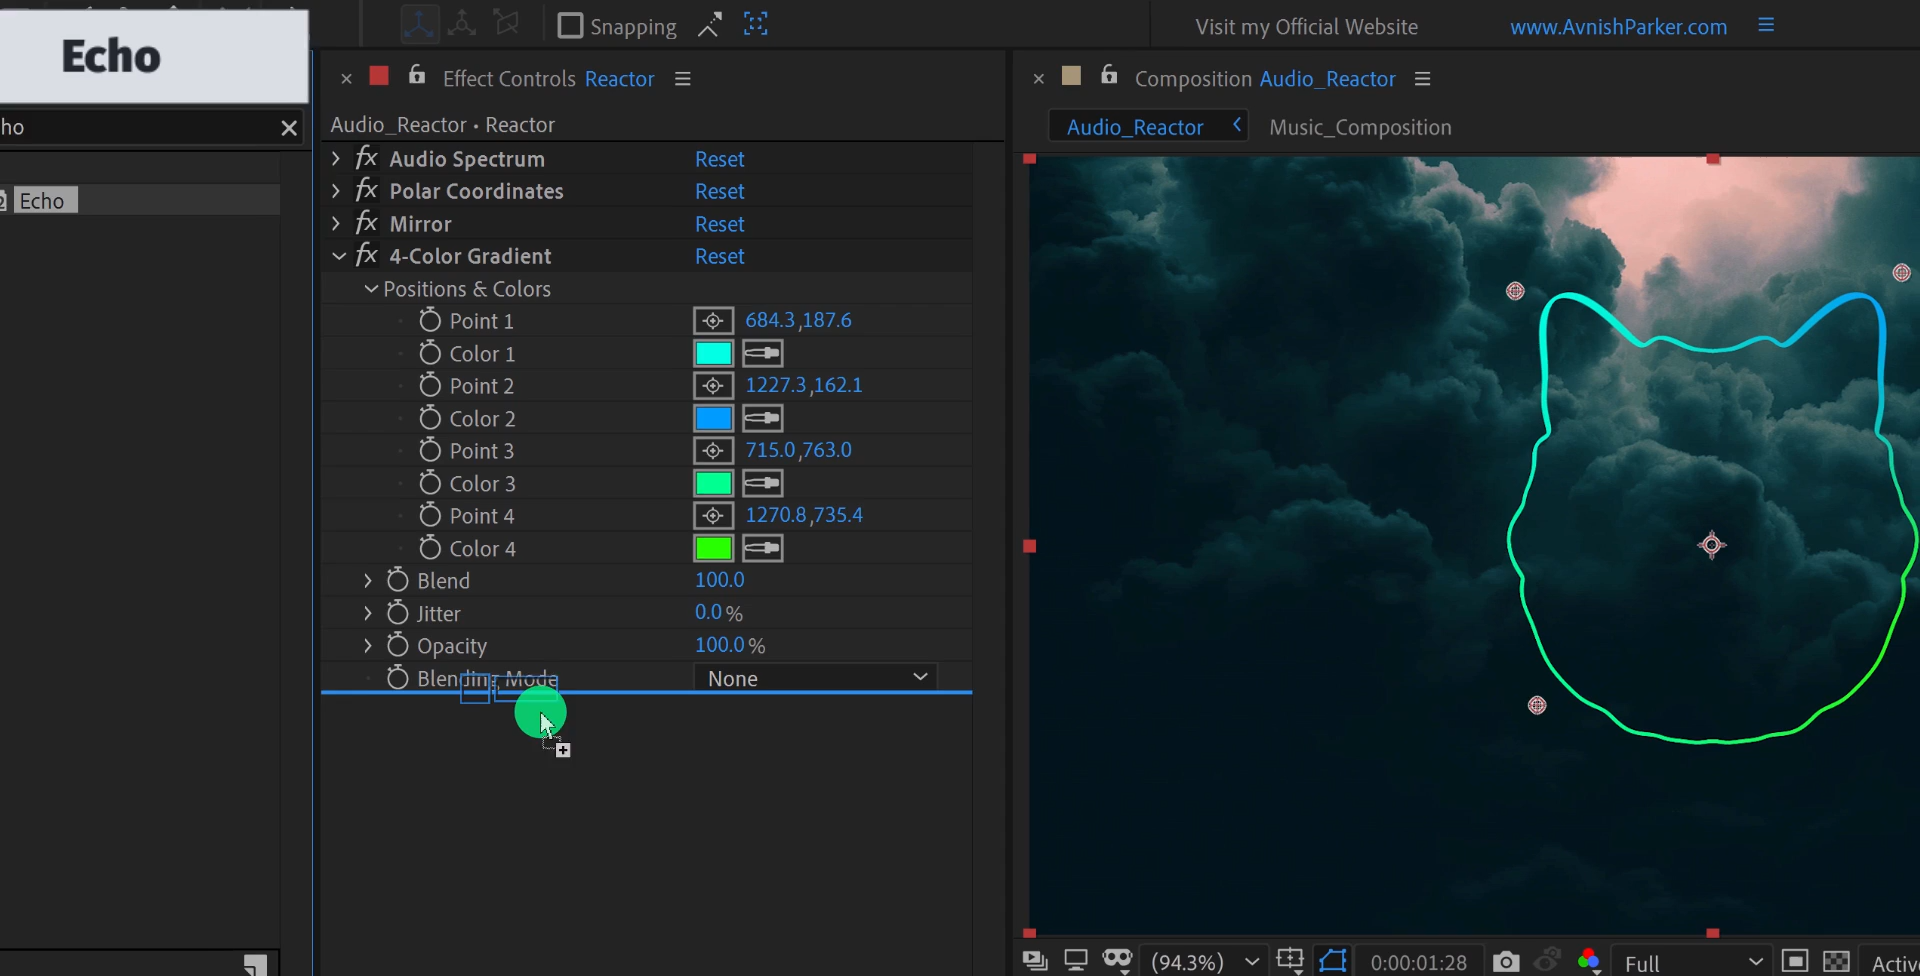 Echo
ho
Echo
Snapping
Visit my Official Website
www.AvnishParker.com
Effect Controls Reactor
Audio_Reactor • Reactor
fx Audio Spectrum Reset
fx Polar Coordinates Reset
fx Mirror Reset
fx 4-Color Gradient Reset
Positions & Colors
Point 1 684.3,187.6
Color 1
Point 2 1227.3,162.1
Color 2
Point 3 715.0,763.0
Color 3
Point 4 1270.8,735.4
Color 4
Blend 100.0
Jitter 0.0 %
Opacity 100.0 %
Blending Mode None
Composition Audio_Reactor
Audio_Reactor Music_Composition
(94.3%) 0:00:01:28 Full Activ